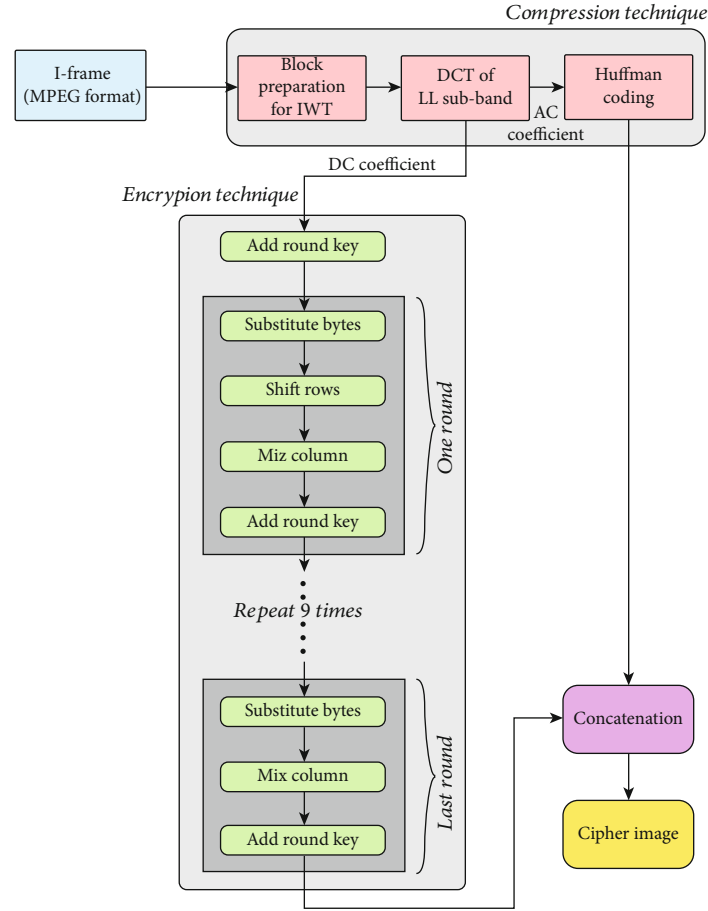 Compression technique
I-frame
(MPEG format)
Block
preparation
for IWT
DCT of
LL sub-band
Huffman
coding
AC
coefficient
DC coefficient
Encrypion technique
Add round key
Substitute bytes
Shift rows
Miz column
Add round key
One round
Repeat 9 times
Substitute bytes
Mix column
Add round key
Last round
Concatenation
Cipher image